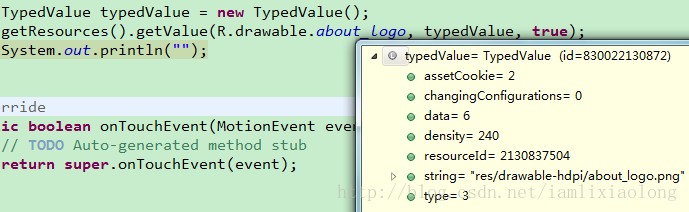 TypedValue typedValue = new TypedValue();
getResources().getValue(R.drawable.about_logo, typedValue, true);
System.out.println("");
typedValue= TypedValue (id=830022130872)
assetCookie= 2
changingConfigurations= 0
data= 6
density= 240
resourceId= 2130837504
string= "res/drawable-hdpi/about_logo.png"
type= 3
rride
ic boolean onTouchEvent(MotionEvent eve
// TODO Auto-generated method stub
return super.onTouchEvent(event);
http://blog.csdn.net/iamlixiaolong